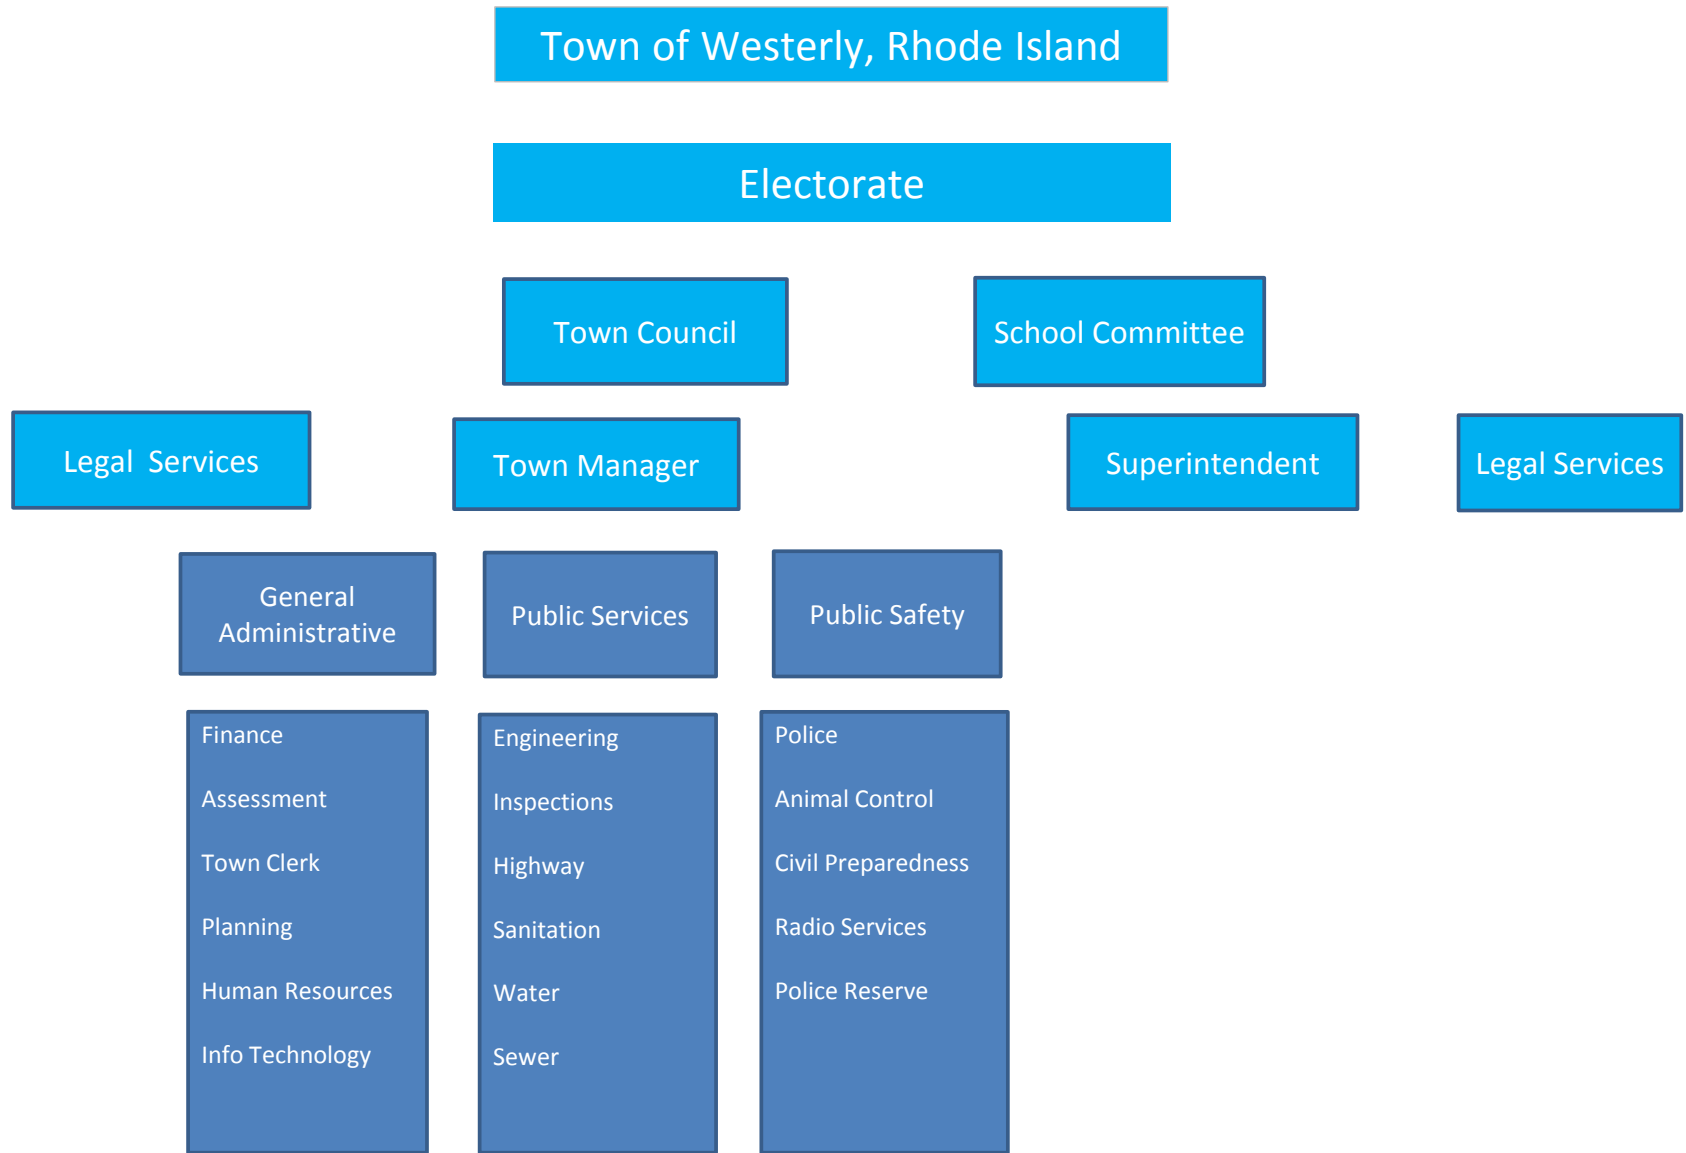 Town of Westerly, Rhode Island
Electorate
Town Council
School Committee
Legal  Services
Town Manager
Superintendent
Legal Services
General
Administrative
Public Services
Public Safety
Finance
Assessment
Town Clerk
Planning
Human Resources
Info Technology
Engineering
Inspections
Highway
Sanitation
Water
Sewer
Police
Animal Control
Civil Preparedness
Radio Services
Police Reserve